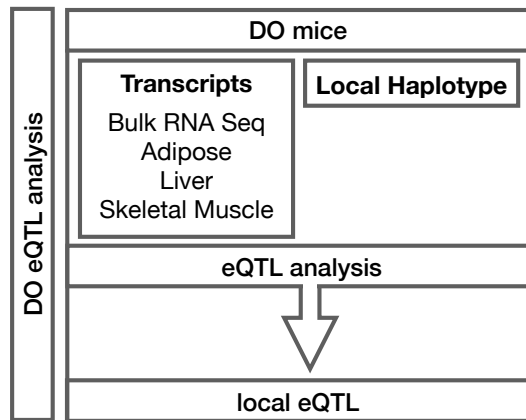 DO eQTL analysis
DO mice
Transcripts
Bulk RNA Seq
Adipose
Liver
Skeletal Muscle
Local Haplotype
eQTL analysis
local eQTL